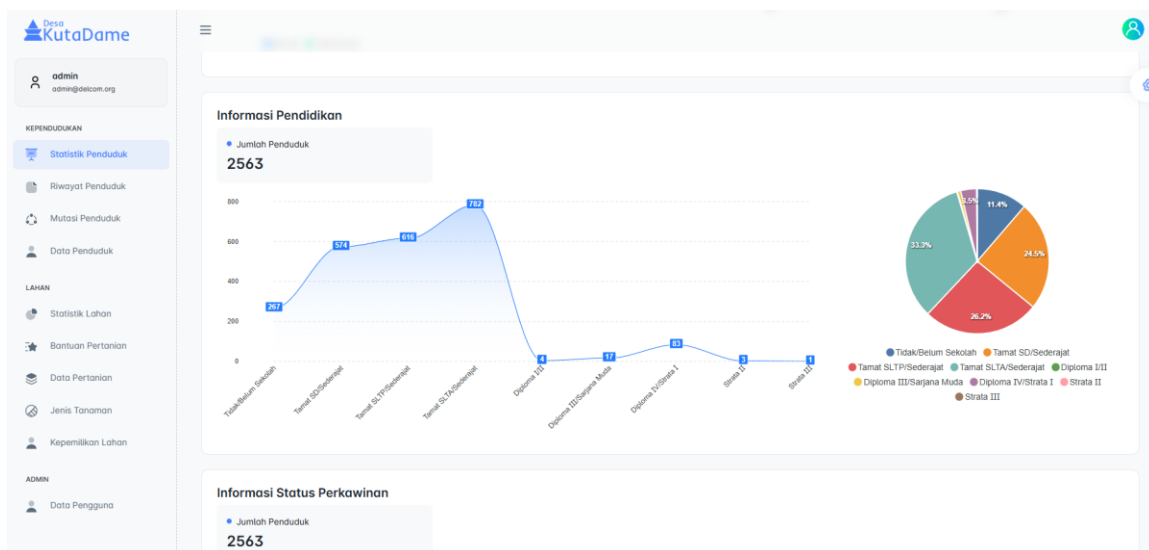 Desa
KutaDame
admin
admin@delcom.org
KEPENDUDUKAN
Statistik Penduduk
Riwayat Penduduk
Mutasi Penduduk
Data Penduduk
LAHAN
Statistik Lahan
Bantuan Pertanian
Data Pertanian
Jenis Tanaman
Kepemilikan Lahan
ADMIN
Data Pengguna
Informasi Pendidikan
Jumlah Penduduk
2563
800
600
400
200
0
267
574
616
782
4
17
83
3
1
Tidak/Belum Sekolah
Tamat SD/Sederajat
Tamat SLTP/Sederajat
Tamat SLTA/Sederajat
Diploma I/II
Diploma III/Sarjana Muda
Diploma IV/Strata I
Strata II
Strata III
11.4%
24.5%
26.2%
33.3%
Tidak/Belum Sekolah Tamat SD/Sederajat
Tamat SLTP/Sederajat Tamat SLTA/Sederajat Diploma I/II
Diploma III/Sarjana Muda Diploma IV/Strata I Strata II
Strata III
Informasi Status Perkawinan
Jumlah Penduduk
2563